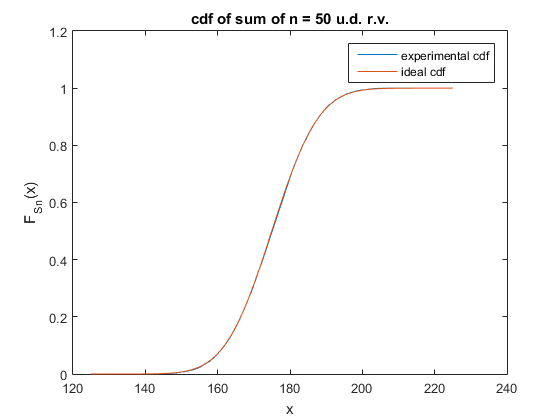 cdf of sum of n = 50 u.d. r.v.
1.2
1
0.8
0.6
0.4
0.2
0
F_Sn(x)
experimental cdf
ideal cdf
120 140 160 180 200 220 240
x